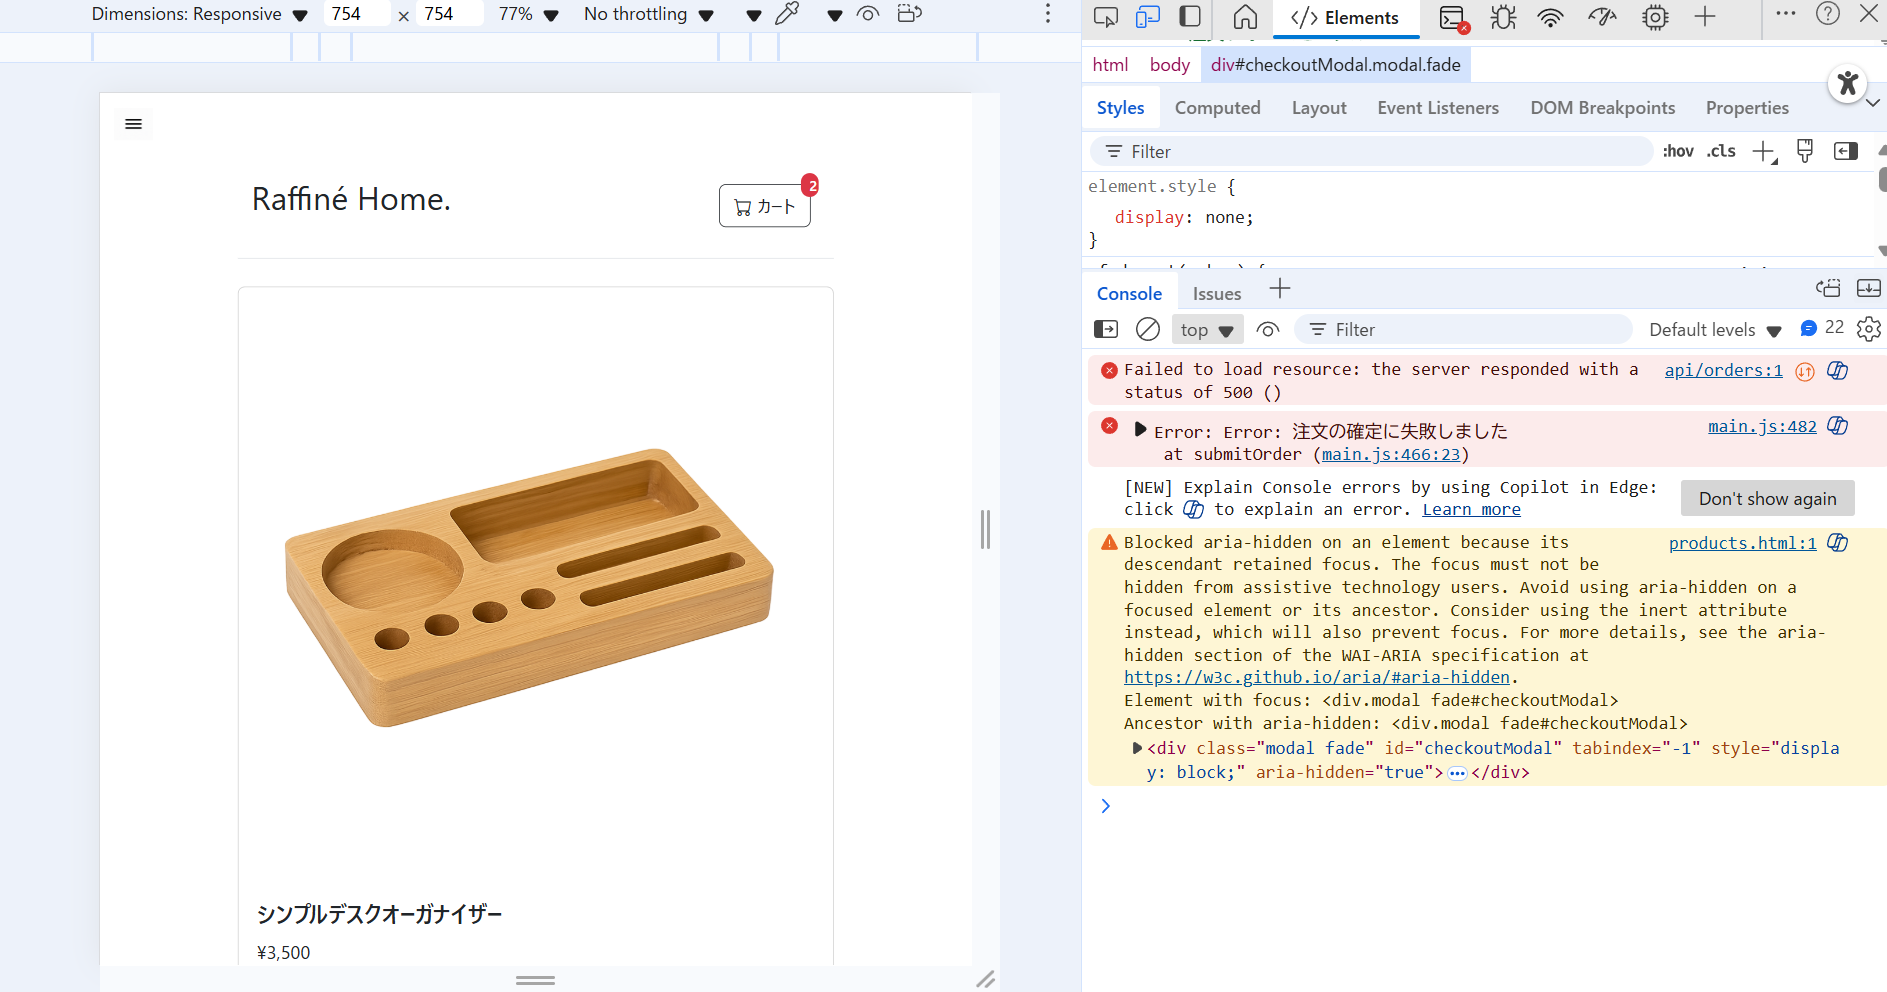 Dimensions: Responsive 754 × 754 77% No throttling
Elements
html body div#checkoutModal.modal.fade
Styles Computed Layout Event Listeners DOM Breakpoints Properties
Filter :hov .cls
element.style {
display: none;
}
Raffiné Home.
カート 2
Console Issues
top Filter Default levels 22
Failed to load resource: the server responded with a api/orders:1
status of 500 ()
Error: Error: 注文の確定に失敗しました main.js:482
at submitOrder (main.js:466:23)
[NEW] Explain Console errors by using Copilot in Edge:
click to explain an error. Learn more
Don't show again
Blocked aria-hidden on an element because its products.html:1
descendant retained focus. The focus must not be
hidden from assistive technology users. Avoid using aria-hidden on a
focused element or its ancestor. Consider using the inert attribute
instead, which will also prevent focus. For more details, see the aria-
hidden section of the WAI-ARIA specification at
https://w3c.github.io/aria/#aria-hidden.
Element with focus: <div.modal fade#checkoutModal>
Ancestor with aria-hidden: <div.modal fade#checkoutModal>
<div class="modal fade" id="checkoutModal" tabindex="-1" style="displa
y: block;" aria-hidden="true"></div>
シンプルデスクオーガナイザー
¥3,500